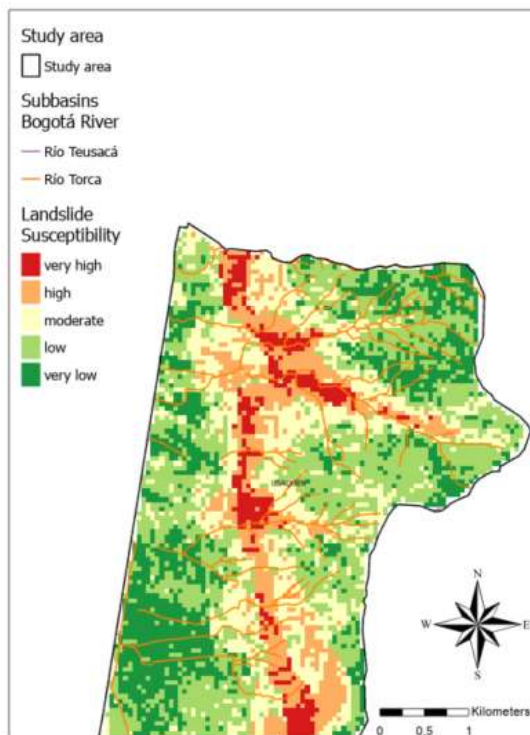 Study area
Study area
Subbasins
Bogotá River
Río Teusacá
Río Torca
Landslide
Susceptibility
very high
high
moderate
low
very low
N
W E
S
Kilometers
0 0.5 1